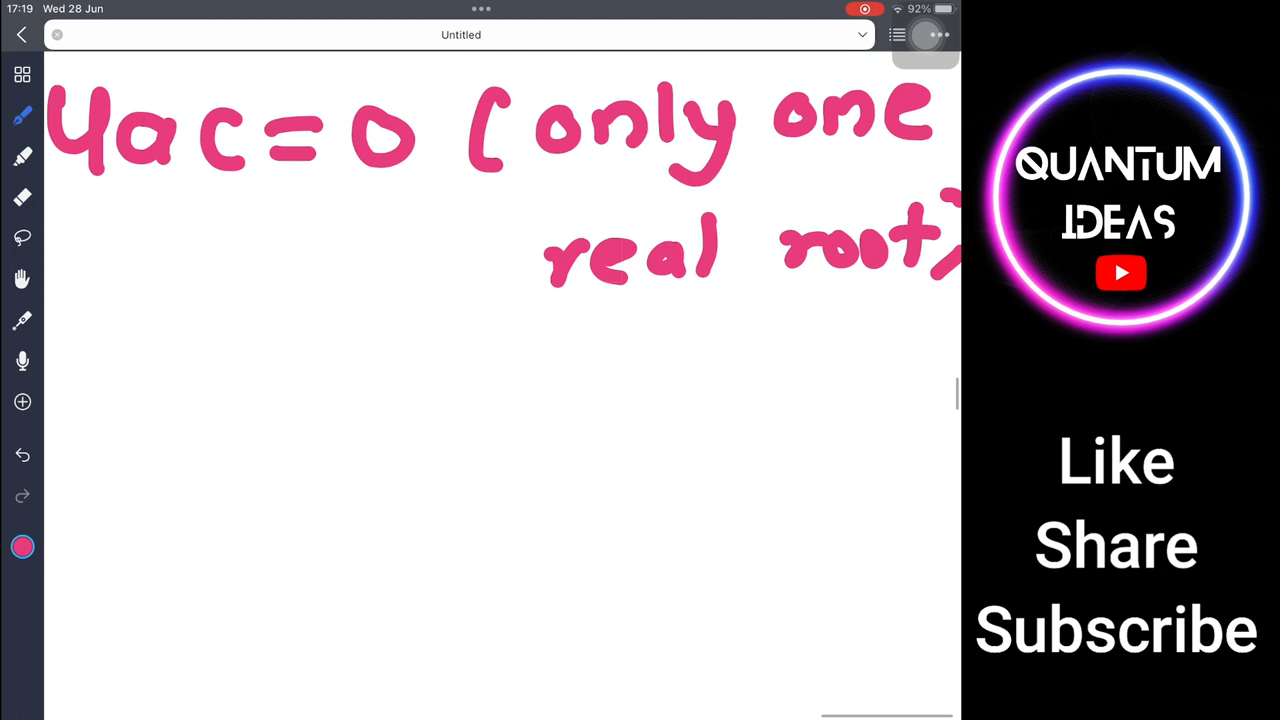 17:19 Wed 28 Jun
92%
Untitled
4ac=0 (only one
real root)
QUANTUM
IDEAS
Like
Share
Subscribe